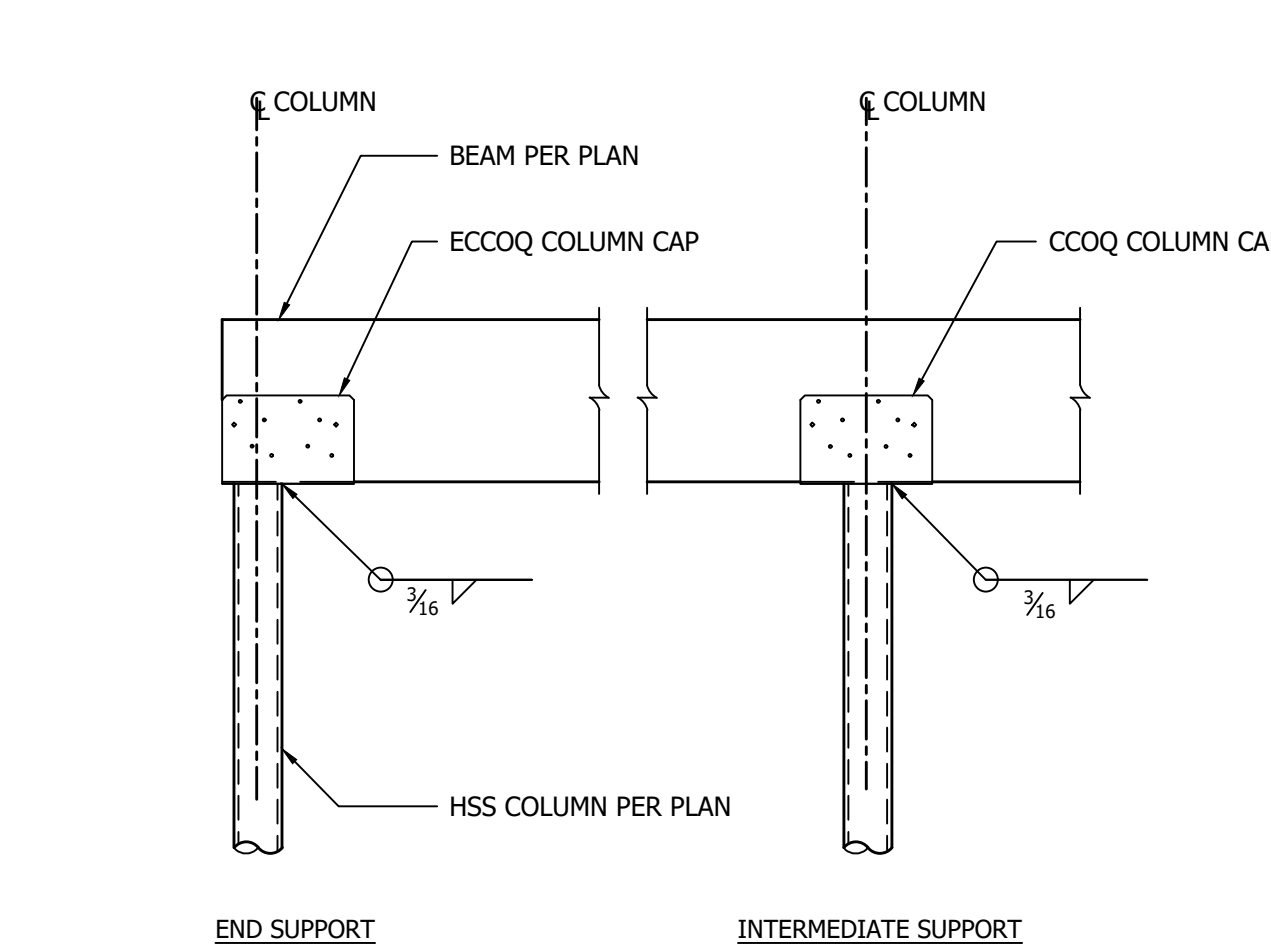 ℄ COLUMN
℄ COLUMN
BEAM PER PLAN
ECCOQ COLUMN CAP
CCOQ COLUMN CA
3/16
3/16
HSS COLUMN PER PLAN
END SUPPORT
INTERMEDIATE SUPPORT